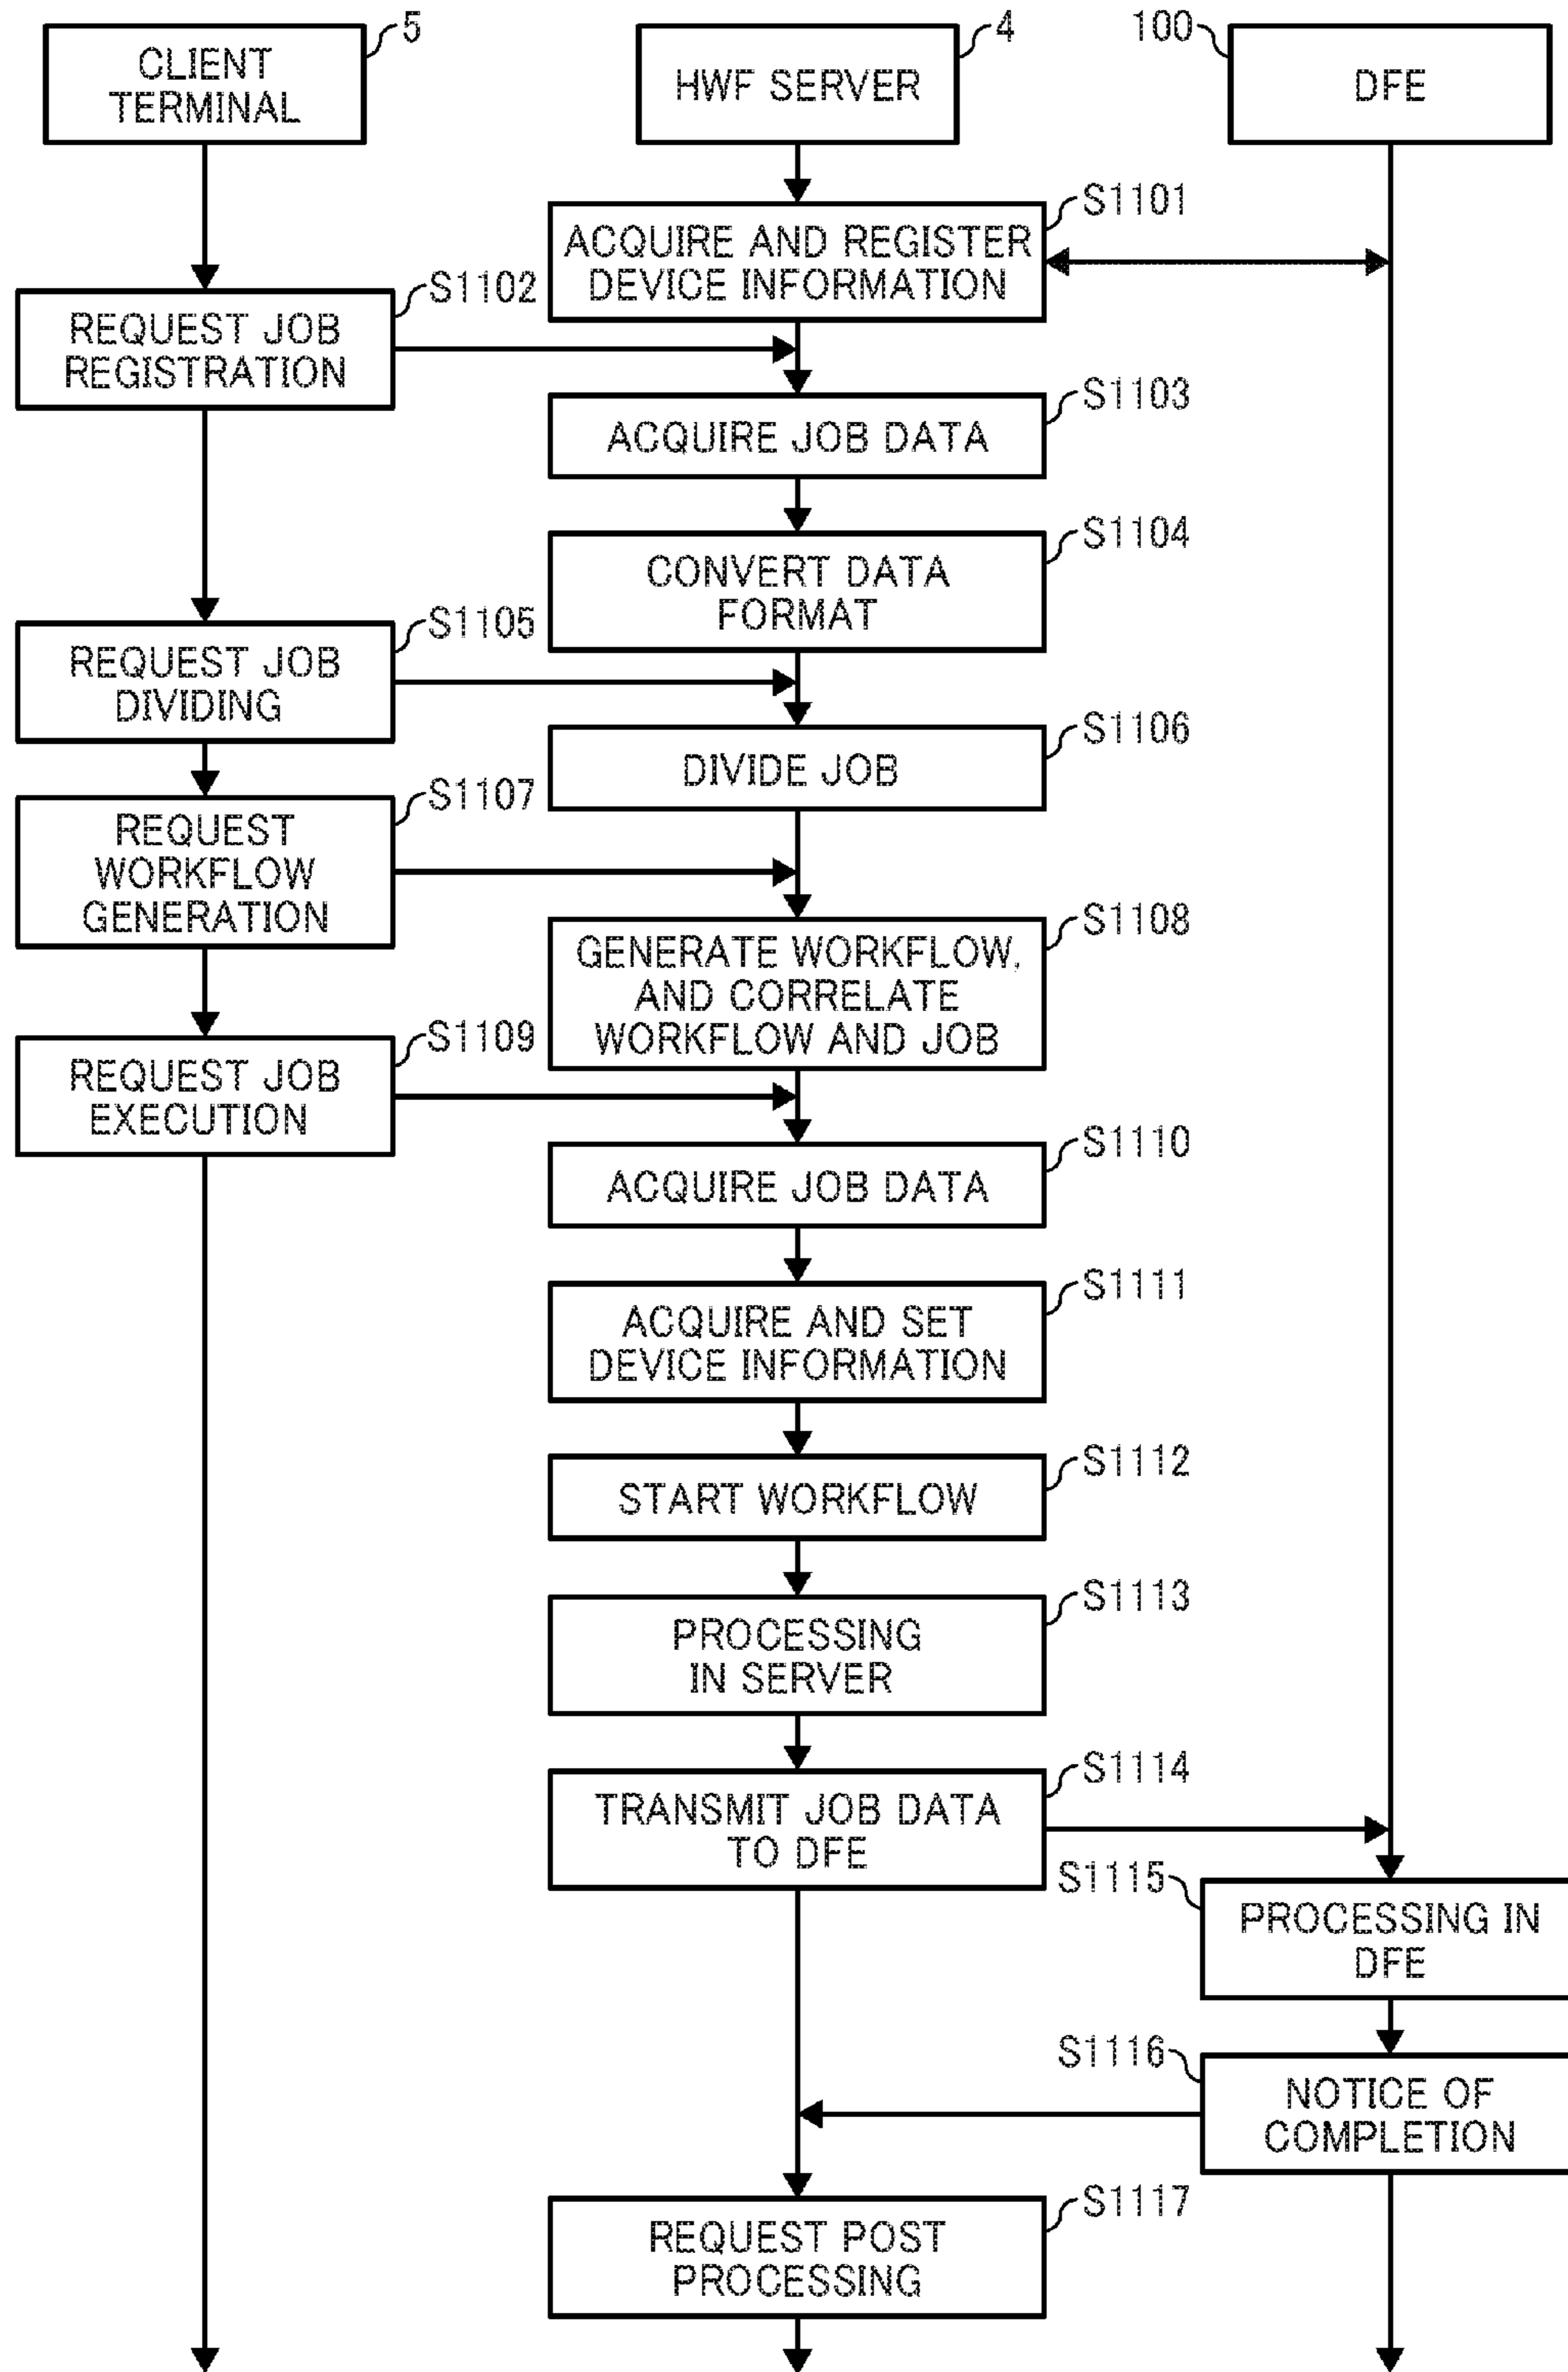 5
CLIENT
TERMINAL
4
HWF SERVER
100
DFE
S1101
ACQUIRE AND REGISTER
DEVICE INFORMATION
S1102
REQUEST JOB
REGISTRATION
S1103
ACQUIRE JOB DATA
S1104
CONVERT DATA
FORMAT
S1105
REQUEST JOB
DIVIDING
S1106
DIVIDE JOB
S1107
REQUEST
WORKFLOW
GENERATION
S1108
GENERATE WORKFLOW,
AND CORRELATE
WORKFLOW AND JOB
S1109
REQUEST JOB
EXECUTION
S1110
ACQUIRE JOB DATA
S1111
ACQUIRE AND SET
DEVICE INFORMATION
S1112
START WORKFLOW
S1113
PROCESSING
IN SERVER
S1114
TRANSMIT JOB DATA
TO DFE
S1115
PROCESSING IN
DFE
S1116
NOTICE OF
COMPLETION
S1117
REQUEST POST
PROCESSING